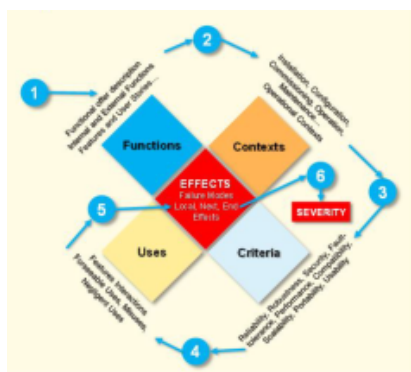 1
Functional offer description
Internal and External Functions
Features and User Stories...
Functions
2
Installation, Configuration,
Commissioning, Operation,
Maintenance...
Operational Contexts
Contexts
3
Reliability, Robustness, Security, Fault-
tolerance, Performance, Compatibility,
Scalability, Portability, Usability
Criteria
4
Features Interactions
Foreseable Uses, Misuses,
Negligent Uses
Uses
5
EFFECTS
Failure Modes
Local, Next, End
Effects
6
SEVERITY